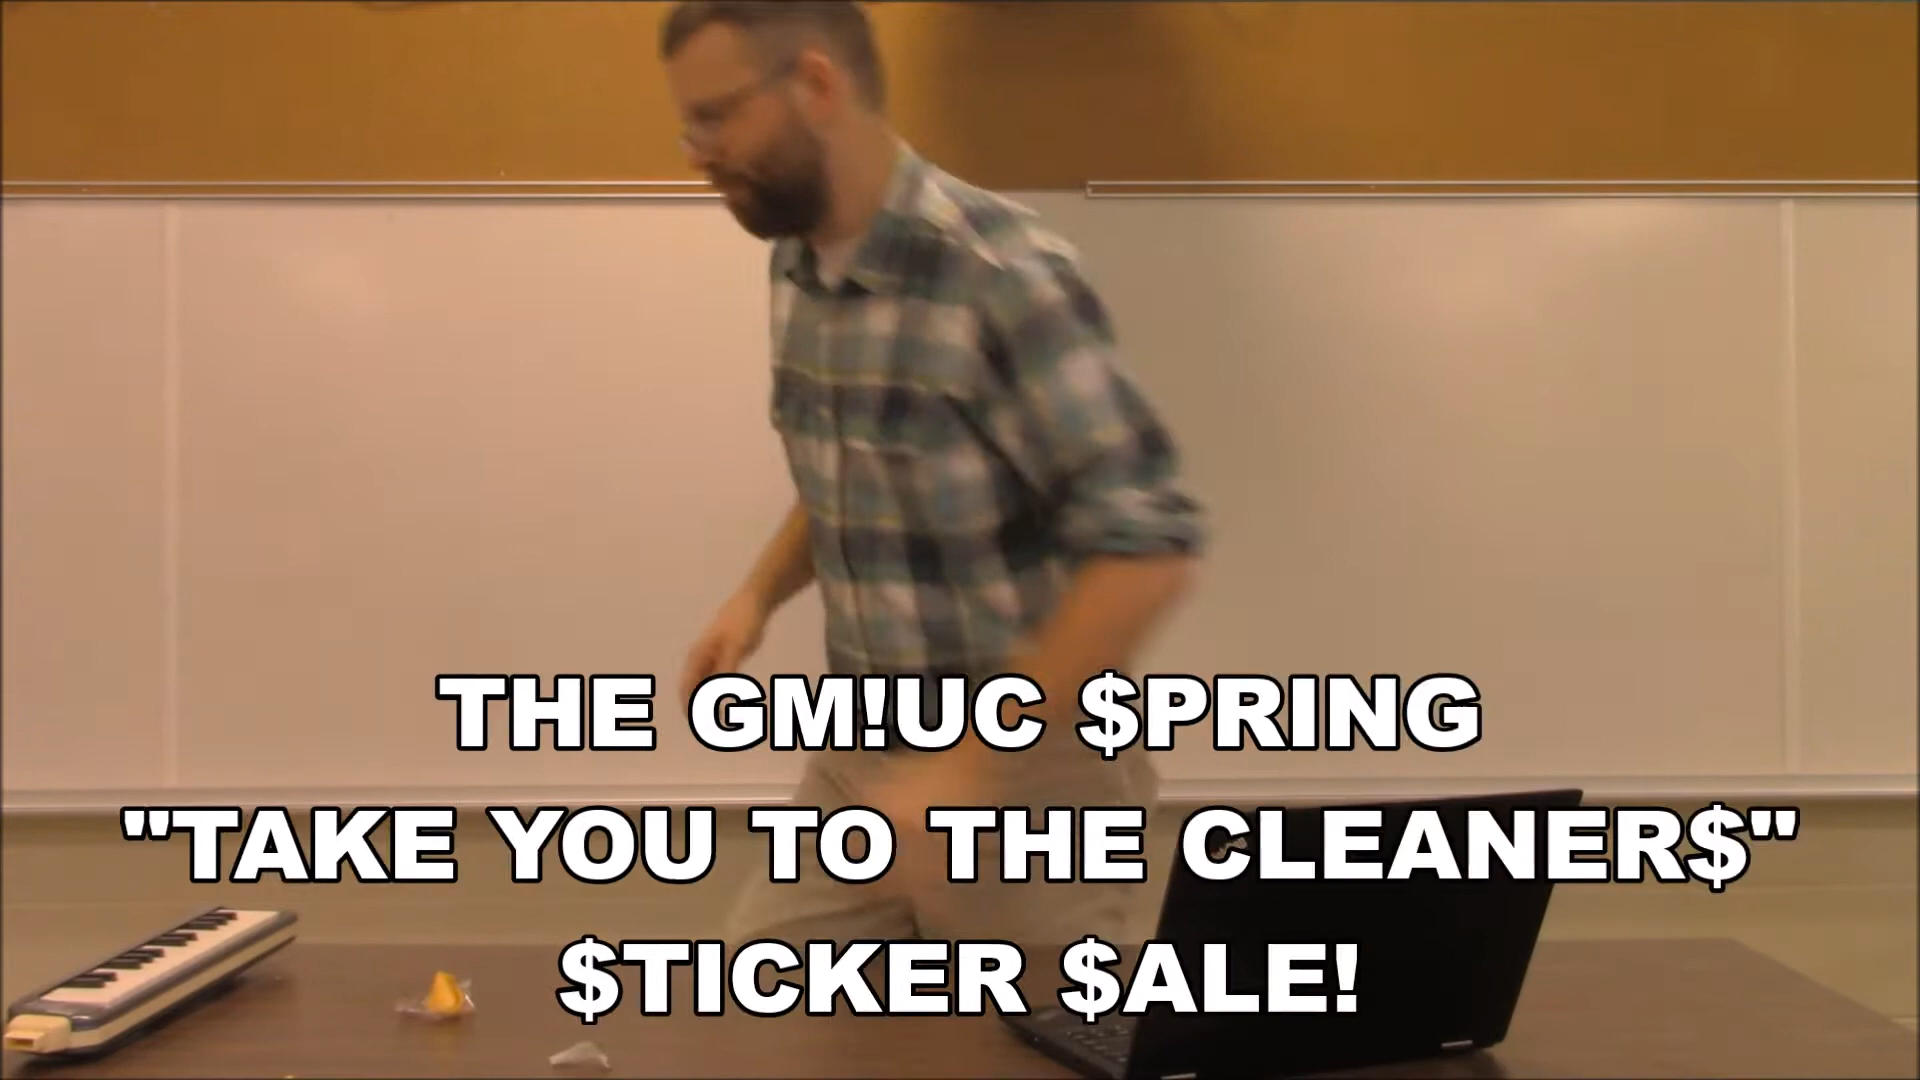 THE GM!UC $PRING
"TAKE YOU TO THE CLEANER$"
$TICKER $ALE!